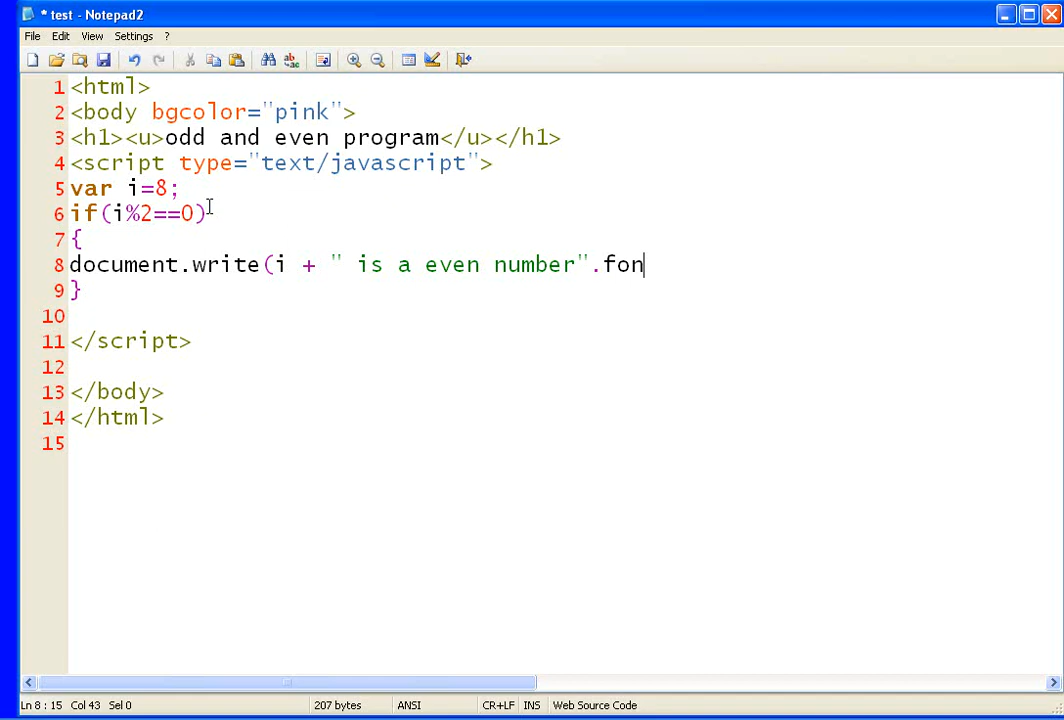 * test - Notepad2
File Edit View Settings ?
1 <html>
2 <body bgcolor="pink">
3 <h1><u>odd and even program</u></h1>
4 <script type="text/javascript">
5 var i=8;
6 if(i%2==0)
7 {
8 document.write(i + " is a even number".fon
9 }
10
11 </script>
12
13 </body>
14 </html>
15
Ln 8 : 15 Col 43 Sel 0 207 bytes ANSI CR+LF INS Web Source Code